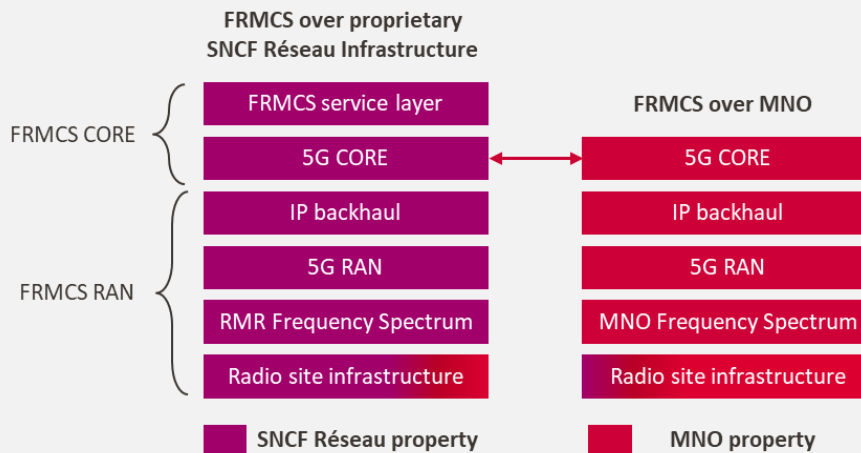 FRMCS over proprietary
SNCF Réseau Infrastructure
FRMCS over MNO
FRMCS CORE
FRMCS service layer
5G CORE
5G CORE
IP backhaul
IP backhaul
FRMCS RAN
5G RAN
5G RAN
RMR Frequency Spectrum
MNO Frequency Spectrum
Radio site infrastructure
Radio site infrastructure
SNCF Réseau property
MNO property